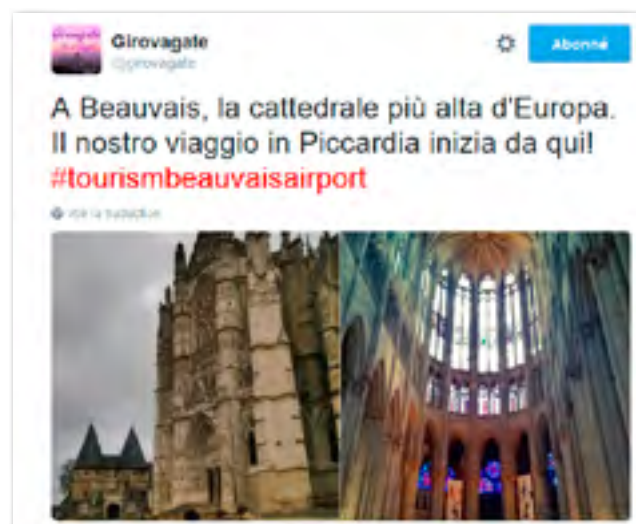 Girovagate
@girovagate
Abonné
A Beauvais, la cattedrale più alta d'Europa.
Il nostro viaggio in Piccardia inizia da qui!
#tourismbeauvaisairport
Voir la traduction